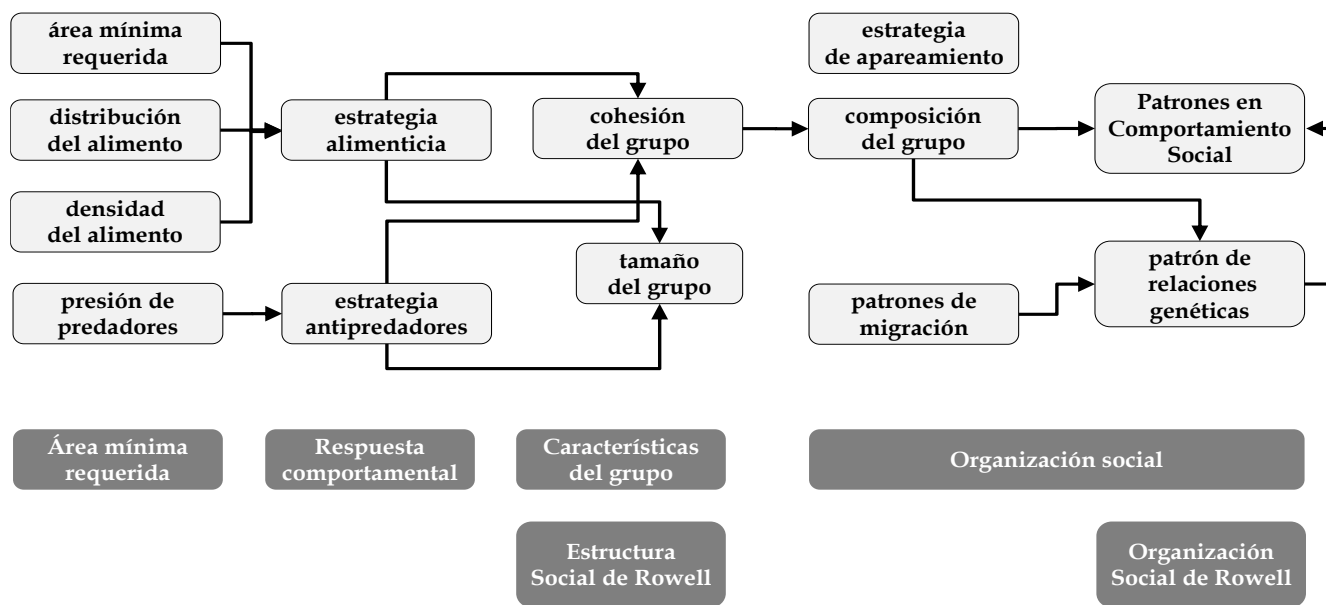 área mínima
requerida
distribución
del alimento
densidad
del alimento
presión de
predadores
estrategia
alimenticia
estrategia
antipredadores
cohesión
del grupo
tamaño
del grupo
estrategia
de apareamiento
composición
del grupo
patrones de
migración
Patrones en
Comportamiento
Social
patrón de
relaciones
genéticas
Área mínima
requerida
Respuesta
comportamental
Característícas
del grupo
Organización social
Estructura
Social de Rowell
Organización
Social de Rowell